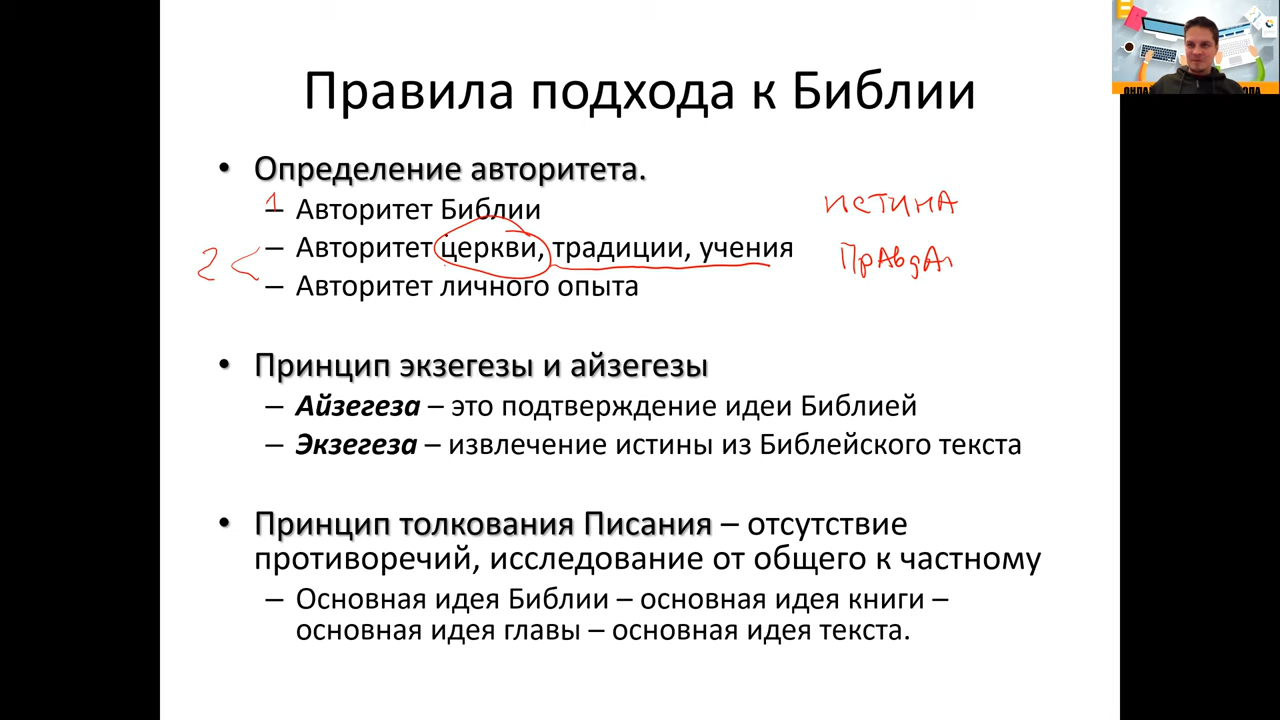 Правила подхода к Библии
• Определение авторитета.
1 – Авторитет Библии ИСТИНА
2 < – Авторитет церкви, традиции, учения ПРАВДА
– Авторитет личного опыта
• Принцип экзегезы и айзегезы
– Айзегеза – это подтверждение идеи Библией
– Экзегеза – извлечение истины из Библейского текста
• Принцип толкования Писания – отсутствие
противоречий, исследование от общего к частному
– Основная идея Библии – основная идея книги –
основная идея главы – основная идея текста.